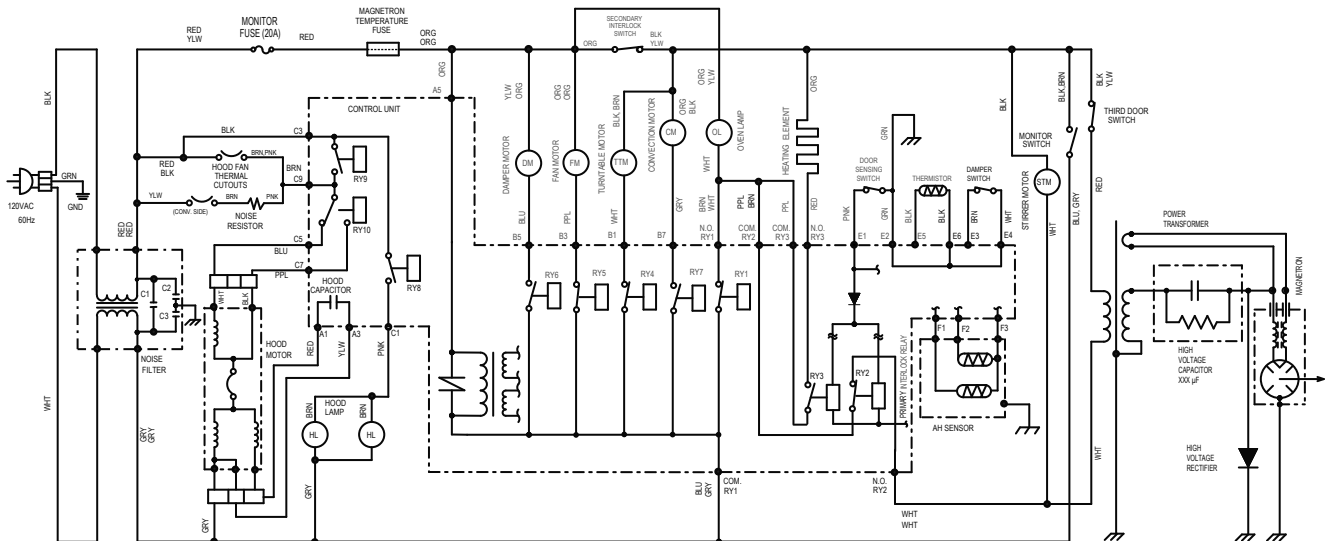 RED
YLW
MONITOR
FUSE (20A)
RED
MAGNETRON
TEMPERATURE
FUSE
ORG
ORG
SECONDARY
INTERLOCK
SWITCH
ORG
BLK
YLW
BLK
ORG
A5
CONTROL UNIT
YLW
ORG
ORG
ORG
BLK, BRN
ORG
BLK
ORG
YLW
ORG
BLK
BLK,BRN
BLK
YLW
THIRD DOOR
SWITCH
BLK
C3
RED
BLK
BRN,PNK
HOOD FAN
THERMAL
CUTOUTS
BRN
C9
RY9
YLW
BRN
PNK
(CONV. SIDE)
NOISE
RESISTOR
RY10
GRN
GND
120VAC
60Hz
RED
RED
C5
BLU
C7
PPL
DAMPER MOTOR
DM
FAN MOTOR
FM
TURNTABLE MOTOR
TTM
CONVECTION MOTOR
CM
OL
OVEN LAMP
HEATING ELEMENT
GRN
DOOR
SENSING
SWITCH
THERMISTOR
DAMPER
SWITCH
MONITOR
SWITCH
STM
STIRRER MOTOR
BLU
PPL
WHT
GRY
WHT
BRN
WHT
PPL
BRN
PPL
RED
PNK
GRN
BLK
BLK
BRN
WHT
WHT
BLU, GRY
RED
B5
B3
B1
B7
N.O.
RY1
COM.
RY2
COM.
RY3
N.O.
RY3
E1
E2
E5
E6
E3
E4
POWER
TRANSFORMER
MAGNETRON
C1
C2
C3
NOISE
FILTER
WHT
BLK
HOOD
MOTOR
HOOD
CAPACITOR
RY8
A1
A3
C1
RED
YLW
PNK
RY6
RY5
RY4
RY7
RY1
RY3
RY2
PRIMARY INTERLOCK RELAY
F1
F2
F3
AH SENSOR
HIGH
VOLTAGE
CAPACITOR
XXX µF
WHT
GRY
GRY
BRN
HOOD
LAMP
BRN
HL
HL
GRY
GRY
BLU
GRY
COM.
RY1
N.O.
RY2
WHT
WHT
WHT
HIGH
VOLTAGE
RECTIFIER